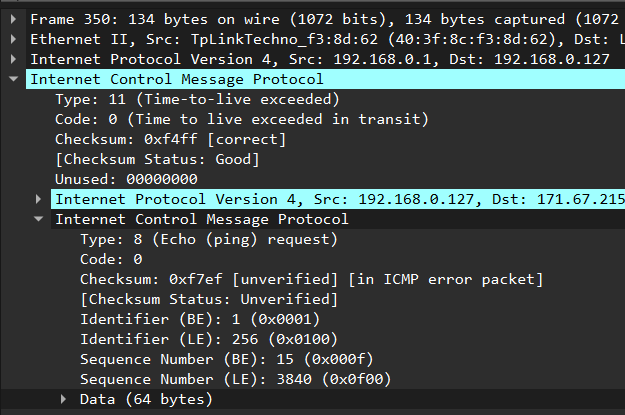 Frame 350: 134 bytes on wire (1072 bits), 134 bytes captured (1072
Ethernet II, Src: TpLinkTechno_f3:8d:62 (40:3f:8c:f3:8d:62), Dst: L
Internet Protocol Version 4, Src: 192.168.0.1, Dst: 192.168.0.127
Internet Control Message Protocol
Type: 11 (Time-to-live exceeded)
Code: 0 (Time to live exceeded in transit)
Checksum: 0xf4ff [correct]
[Checksum Status: Good]
Unused: 00000000
Internet Protocol Version 4, Src: 192.168.0.127, Dst: 171.67.215
Internet Control Message Protocol
Type: 8 (Echo (ping) request)
Code: 0
Checksum: 0xf7ef [unverified] [in ICMP error packet]
[Checksum Status: Unverified]
Identifier (BE): 1 (0x0001)
Identifier (LE): 256 (0x0100)
Sequence Number (BE): 15 (0x000f)
Sequence Number (LE): 3840 (0x0f00)
Data (64 bytes)